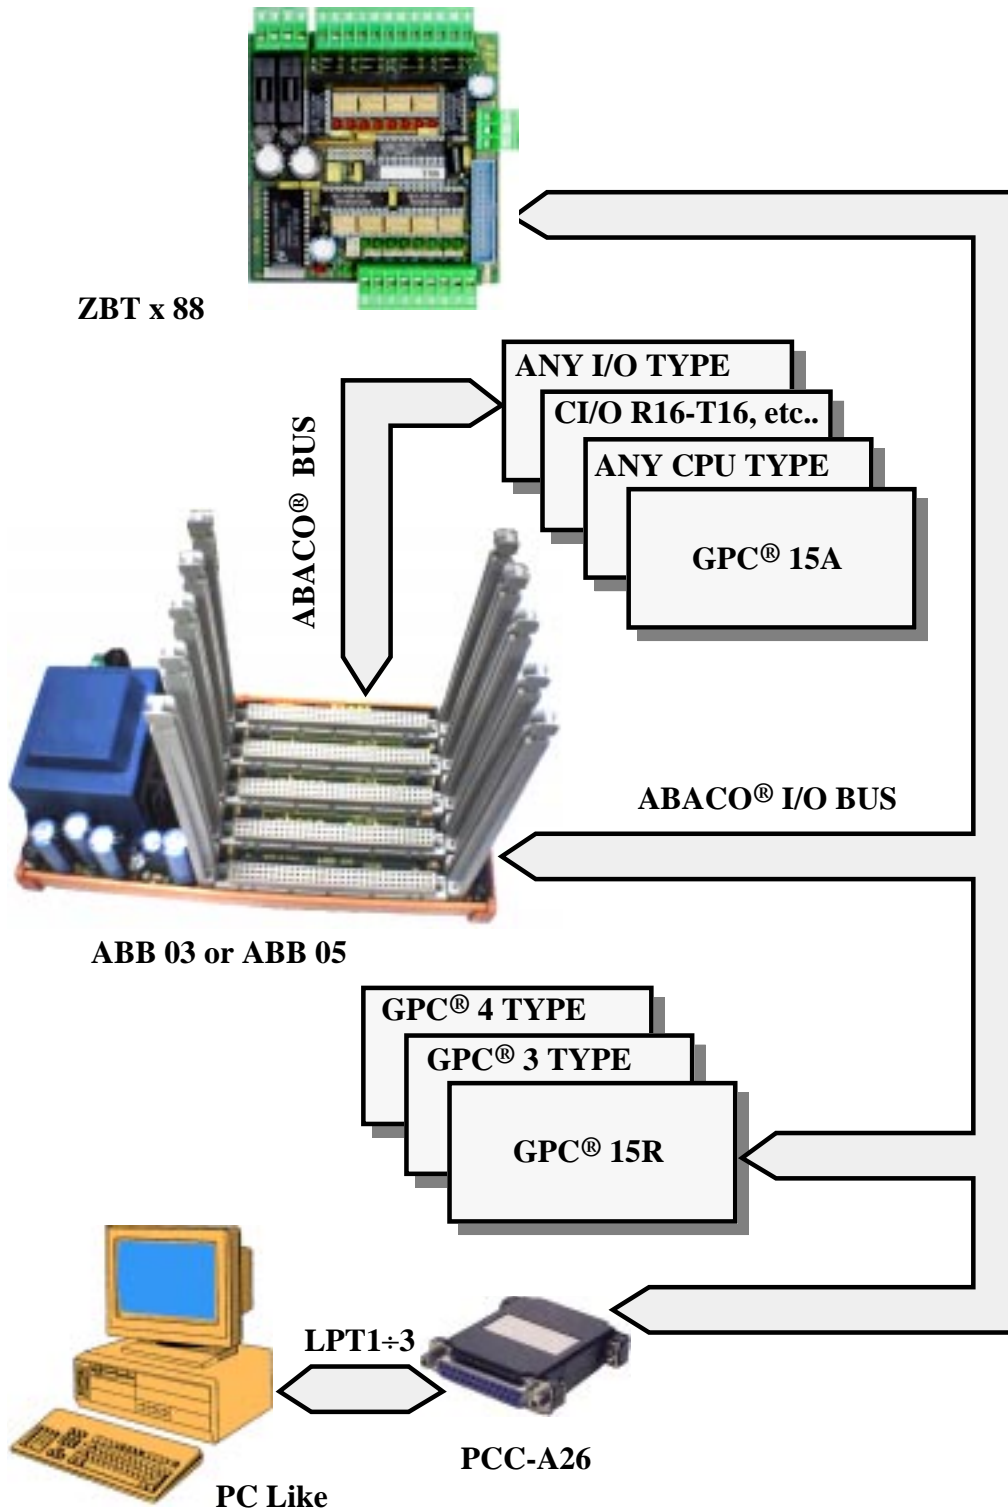 ZBT x 88
ANY I/O TYPE
CI/O R16-T16, etc..
ANY CPU TYPE
GPC® 15A
ABACO® BUS
ABACO® I/O BUS
ABB 03 or ABB 05
GPC® 4 TYPE
GPC® 3 TYPE
GPC® 15R
LPT1÷3
PCC-A26
PC Like